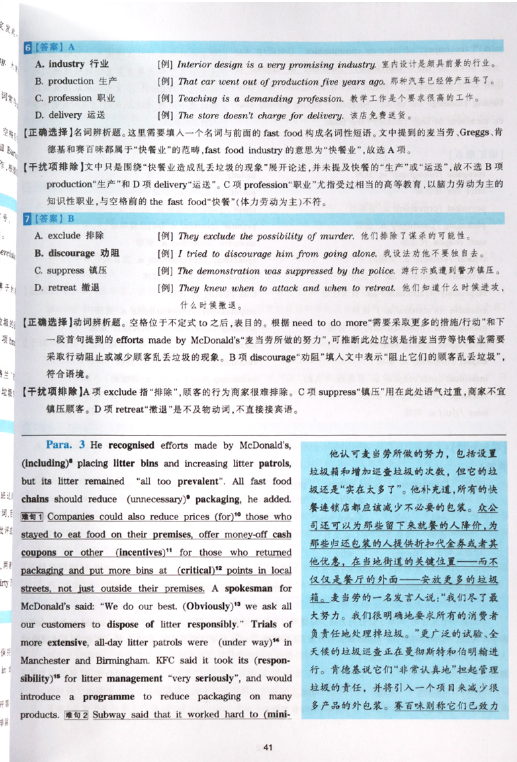 6 【答案】A
A. industry 行业 [例] Interior design is a very promising industry. 室内设计是颇具前景的行业。
B. production 生产 [例] That car went out of production five years ago. 那种汽车已经停产五年了。
C. profession 职业 [例] Teaching is a demanding profession. 教学工作是个要求很高的工作。
D. delivery 运送 [例] The store doesn't charge for delivery. 该店免费送货。
【正确选择】名词辨析题。这里需要填入一个名词与前面的 fast food 构成名词性短语。文中提到的麦当劳、Greggs、肯
德基和赛百味都属于“快餐业”的范畴,fast food industry 的意思为“快餐业”,故选 A 项。
【干扰项排除】文中只是围绕“快餐业造成乱丢垃圾的现象”展开论述,并未提及快餐的“生产”或“运送”,故不选 B 项
production“生产”和 D 项 delivery“运送”。C 项 profession“职业”尤指受过相当的高等教育,以脑力劳动为主的
知识性职业,与空格前的 the fast food“快餐”(体力劳动为主)不符。
7 【答案】B
A. exclude 排除 [例] They exclude the possibility of murder. 他们排除了谋杀的可能性。
B. discourage 劝阻 [例] I tried to discourage him from going alone. 我设法劝他不要独自去。
C. suppress 镇压 [例] The demonstration was suppressed by the police. 游行示威遭到警方镇压。
D. retreat 撤退 [例] They knew when to attack and when to retreat. 他们知道什么时候进攻,
什么时候撤退。
【正确选择】动词辨析题。空格位于不定式 to 之后,表目的。根据 need to do more“需要采取更多的措施/行动”和下
一段首句提到的 efforts made by McDonald's“麦当劳所做的努力”,可推断此处应该是指麦当劳等快餐业需要
采取行动阻止或减少顾客乱丢垃圾的现象。B 项 discourage“劝阻”填入文中表示“阻止它们的顾客乱丢垃圾”,
符合语境。
【干扰项排除】A 项 exclude 指“排除”,顾客的行为商家很难排除。C 项 suppress“镇压”用在此处语气过重,商家不宜
镇压顾客。D 项 retreat“撤退”是不及物动词,不直接接宾语。
Para. 3 He recognised efforts made by McDonald's,
(including)⁸ placing litter bins and increasing litter patrols,
but its litter remained “all too prevalent”. All fast food
chains should reduce (unnecessary)⁹ packaging, he added.
难句1 Companies could also reduce prices (for)¹⁰ those who
stayed to eat food on their premises, offer money-off cash
coupons or other (incentives)¹¹ for those who returned
packaging and put more bins at (critical)¹² points in local
streets, not just outside their premises. A spokesman for
McDonald's said: “We do our best. (Obviously)¹³ we ask all
our customers to dispose of litter responsibly.” Trials of
more extensive, all-day litter patrols were (under way)¹⁴ in
Manchester and Birmingham. KFC said it took its (respon-
sibility)¹⁵ for litter management “very seriously”, and would
introduce a programme to reduce packaging on many
products. 难句2 Subway said that it worked hard to (mini-
他认可麦当劳所做的努力,包括设置
垃圾箱和增加巡查垃圾的次数,但它的垃
圾还是“实在太多了”。他补充道,所有的快
餐连锁店都应该减少不必要的包装。众公
司还可以为那些留下来就餐的人降价,为
那些归还包装的人提供折扣代金券或者其
他优惠,在当地街道的关键位置——而不
仅仅是餐厅的外面——安放更多的垃圾
箱。麦当劳的一名发言人说:“我们尽了最
大努力。我们很明确地要求所有的消费者
负责任地处理掉垃圾。”更广泛的试验、全
天候的垃圾巡查正在曼彻斯特和伯明翰进
行。肯德基说它们“非常认真地”担起管理
垃圾的责任,并将引入一个项目来减少很
多产品的外包装。赛百味则称它们已致力
41